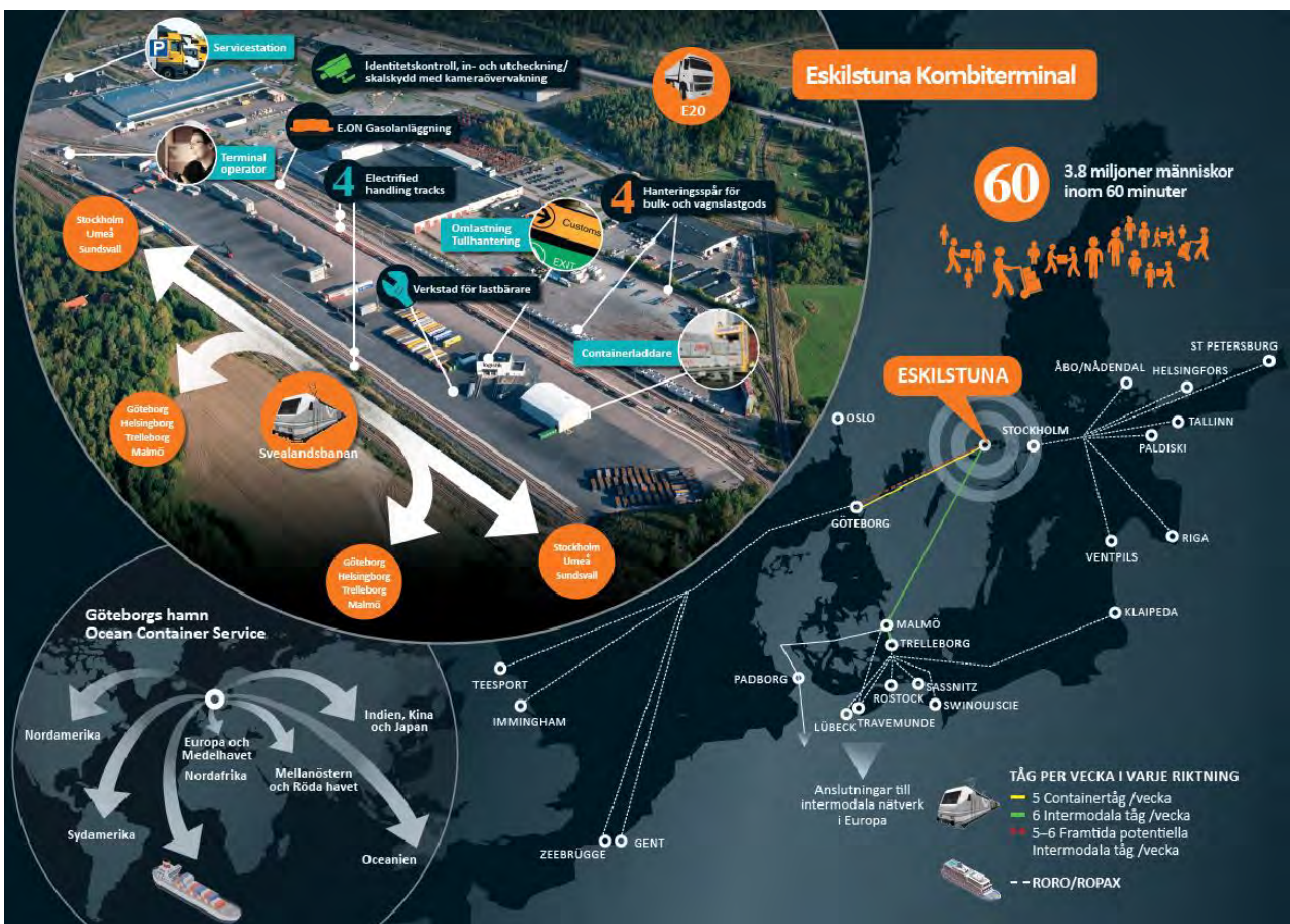 Servicestation
P
Identitetskontroll, in- och utcheckning/
skalskydd med kameraövervakning
E20
Eskilstuna Kombiterminal
E.ON Gasolanläggning
Terminal
operator
4
Electrified
handling tracks
4
Hanteringsspår för
bulk- och vagnslastgods
Omlastning
Tullhantering
Customs
EXIT
Verkstad för lastbärare
Containerladdare
Stockholm
Umeå
Sundsvall
Göteborg
Helsingborg
Trelleborg
Malmö
Svealandsbanan
Göteborg
Helsingborg
Trelleborg
Malmö
Stockholm
Umeå
Sundsvall
60
3.8 miljoner människor
inom 60 minuter
ESKILSTUNA
ST PETERSBURG
ÅBO/NÅDENDAL
HELSINGFORS
OSLO
STOCKHOLM
TALLINN
PALDISKI
GÖTEBORG
VENTPILS
RIGA
KLAIPEDA
MALMÖ
TRELLEBORG
TEESPORT
PADBORG
SASSNITZ
ROSTOCK
SWINOUJSCIE
IMMINGHAM
LÜBECK
TRAVEMUNDE
ZEEBRÜGGE
GENT
Anslutningar till
intermodala nätverk
i Europa
Göteborgs hamn
Ocean Container Service
Nordamerika
Indien, Kina
och Japan
Europa och
Medelhavet
Nordafrika
Mellanöstern
och Röda havet
Sydamerika
Oceanien
TÅG PER VECKA I VARJE RIKTNING
5 Containertåg /vecka
6 Intermodala tåg /vecka
5–6 Framtida potentiella
Intermodala tåg /vecka
RORO/ROPAX